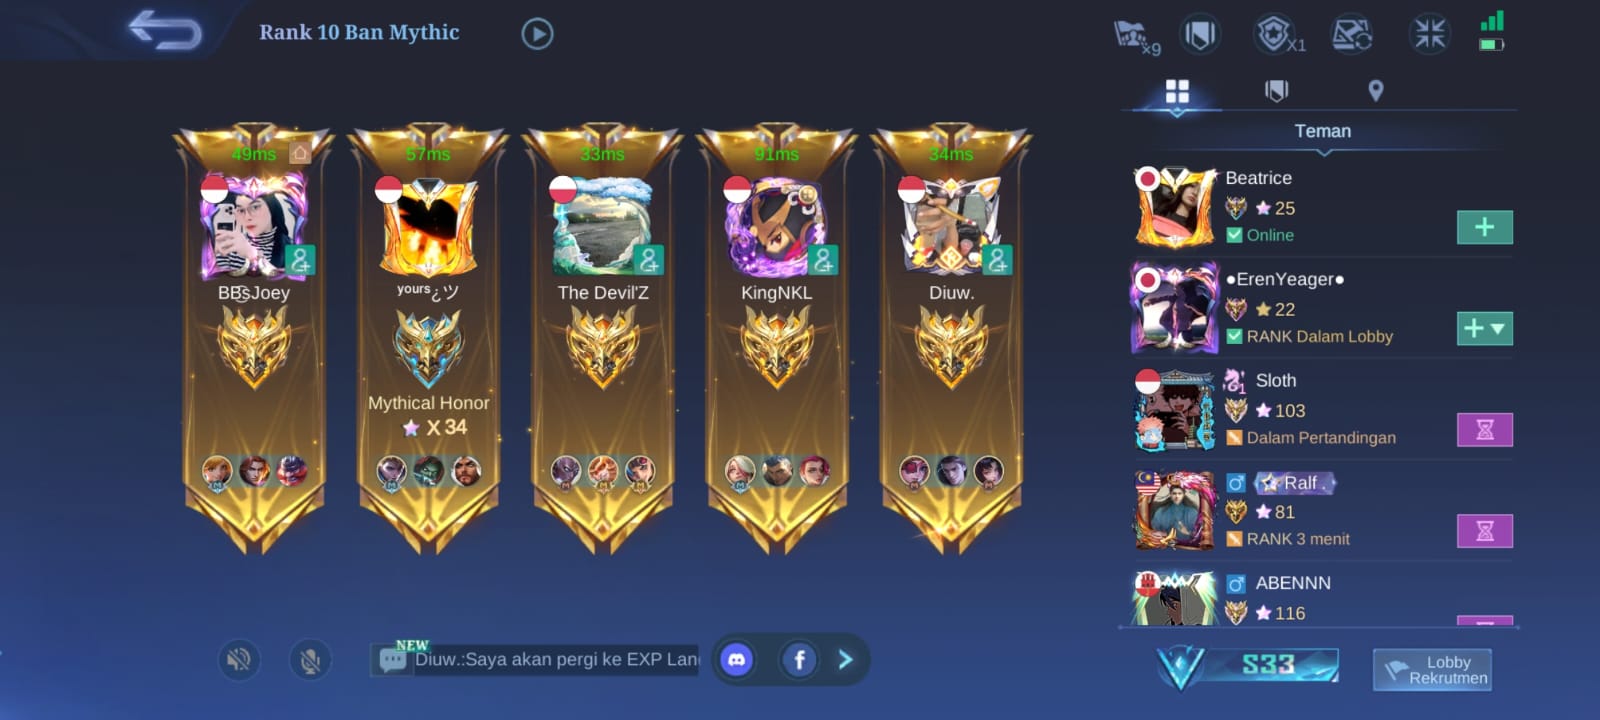 Rank 10 Ban Mythic
×9
X1
49ms
57ms
33ms
91ms
34ms
BBsJoey
yours¿ツ
The Devil'Z
KingNKL
Diuw.
Mythical Honor
X 34
Teman
Beatrice
25
Online
●ErenYeager●
22
RANK Dalam Lobby
1
Sloth
103
Dalam Pertandingan
Ralf .
81
RANK 3 menit
ABENNN
116
NEW
Diuw.:Saya akan pergi ke EXP Lan
S33
Lobby
Rekrutmen